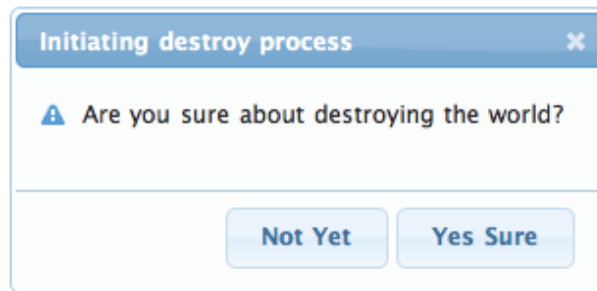 Initiating destroy process
Are you sure about destroying the world?
Not Yet Yes Sure